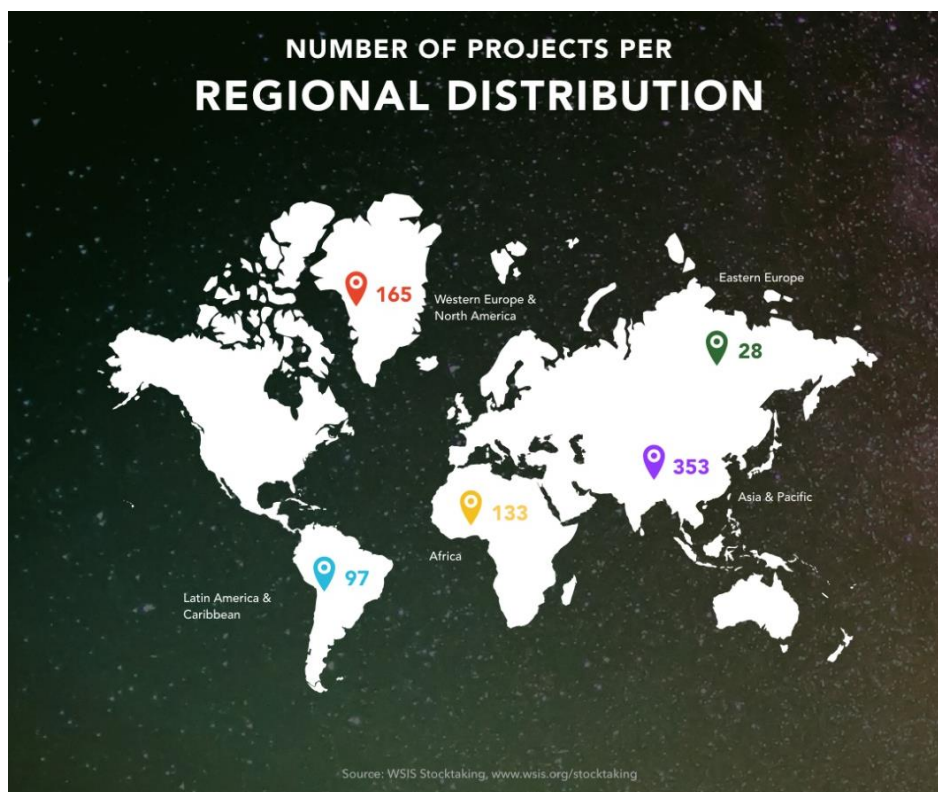 NUMBER OF PROJECTS PER
REGIONAL DISTRIBUTION
165
Western Europe &
North America
Eastern Europe
28
353
Asia & Pacific
133
Africa
97
Latin America &
Caribbean
Source: WSIS Stocktaking, www.wsis.org/stocktaking